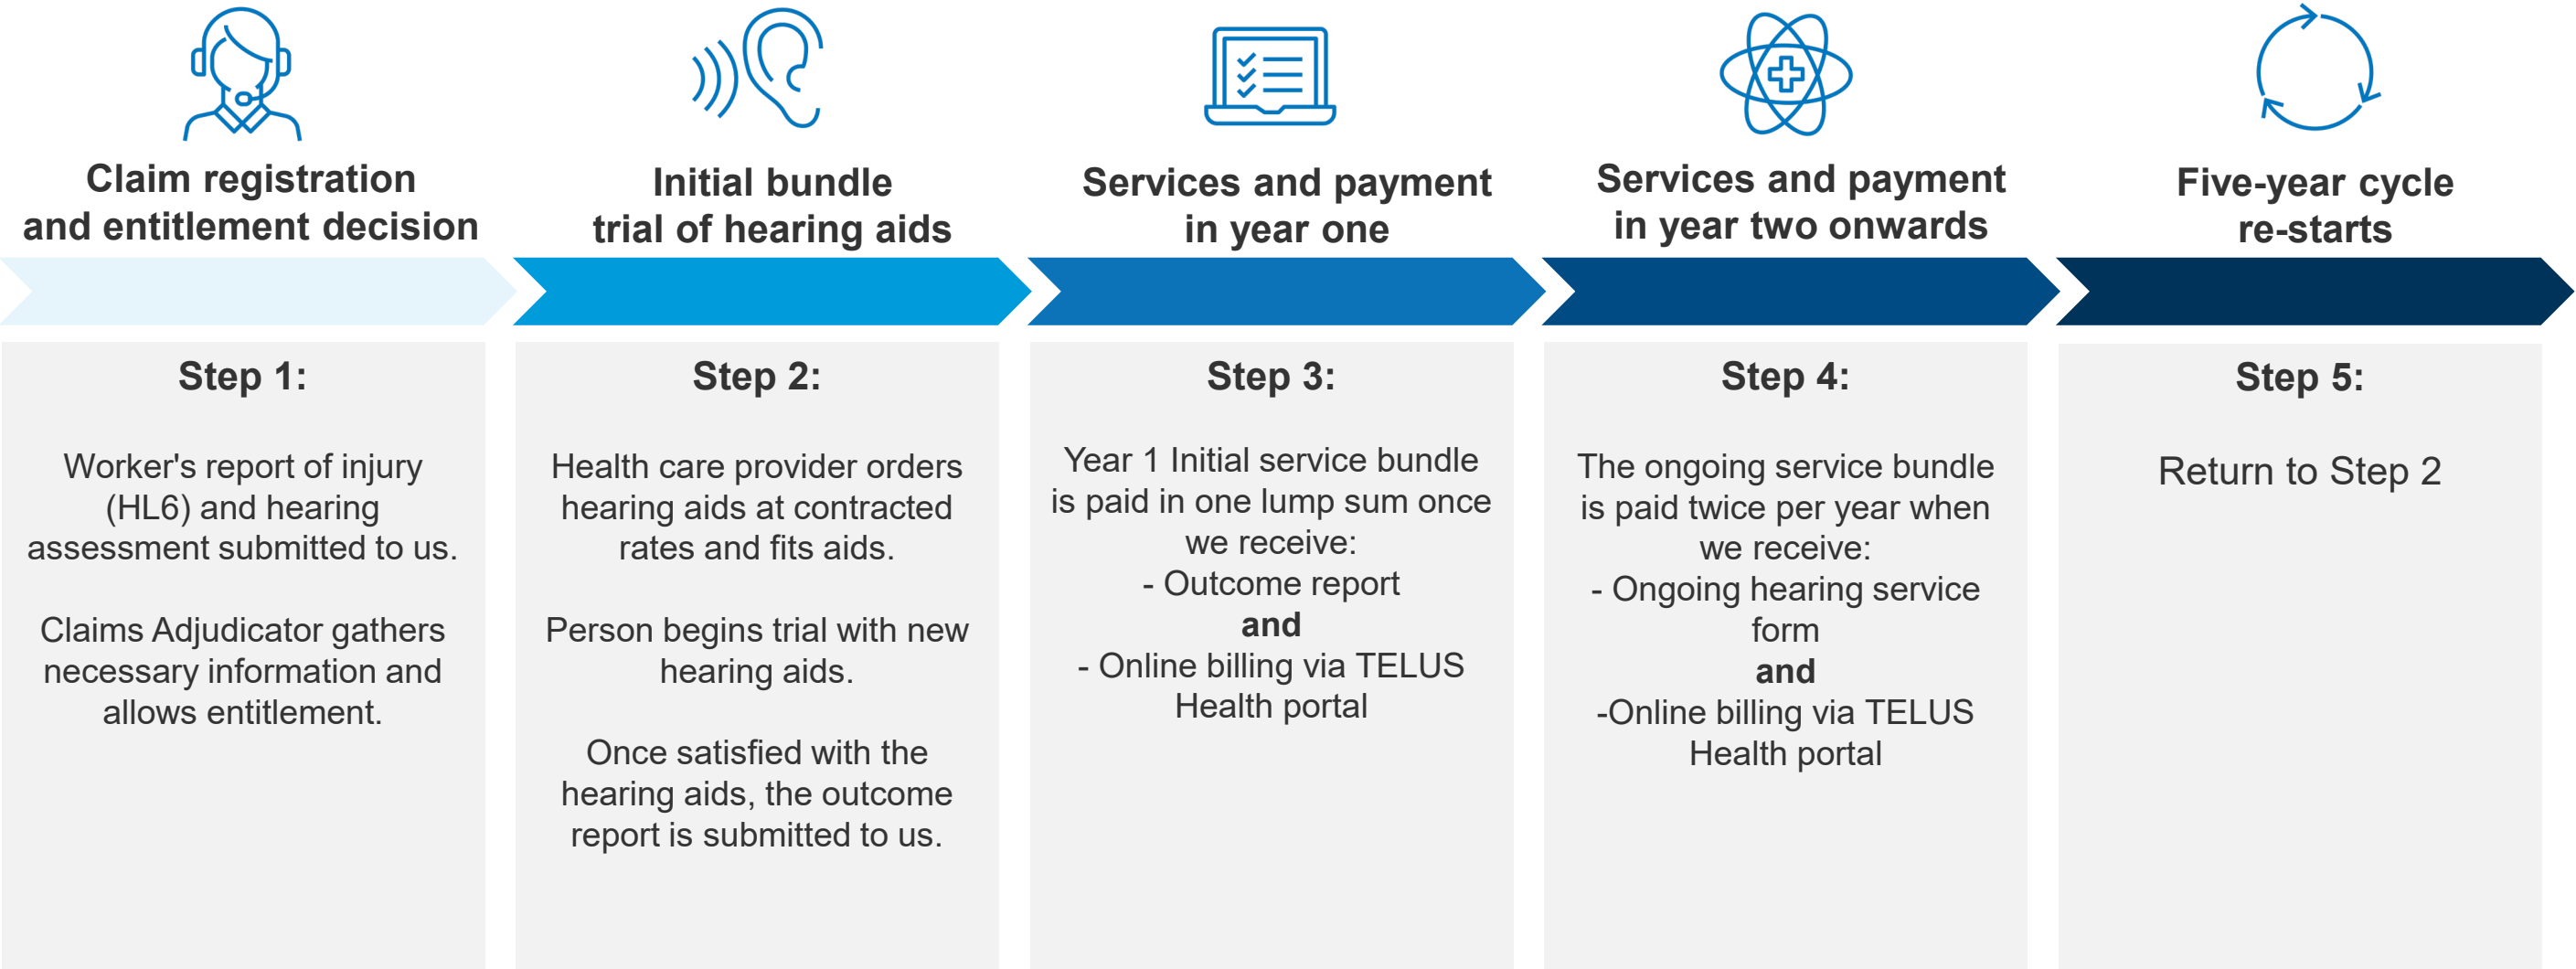 Claim registration
and entitlement decision
Initial bundle
trial of hearing aids
Services and payment
in year one
Services and payment
in year two onwards
Five-year cycle
re-starts
Step 1:
Worker's report of injury
(HL6) and hearing
assessment submitted to us.
Claims Adjudicator gathers
necessary information and
allows entitlement.
Step 2:
Health care provider orders
hearing aids at contracted
rates and fits aids.
Person begins trial with new
hearing aids.
Once satisfied with the
hearing aids, the outcome
report is submitted to us.
Step 3:
Year 1 Initial service bundle
is paid in one lump sum once
we receive:
- Outcome report
and
- Online billing via TELUS
Health portal
Step 4:
The ongoing service bundle
is paid twice per year when
we receive:
- Ongoing hearing service
form
and
-Online billing via TELUS
Health portal
Step 5:
Return to Step 2